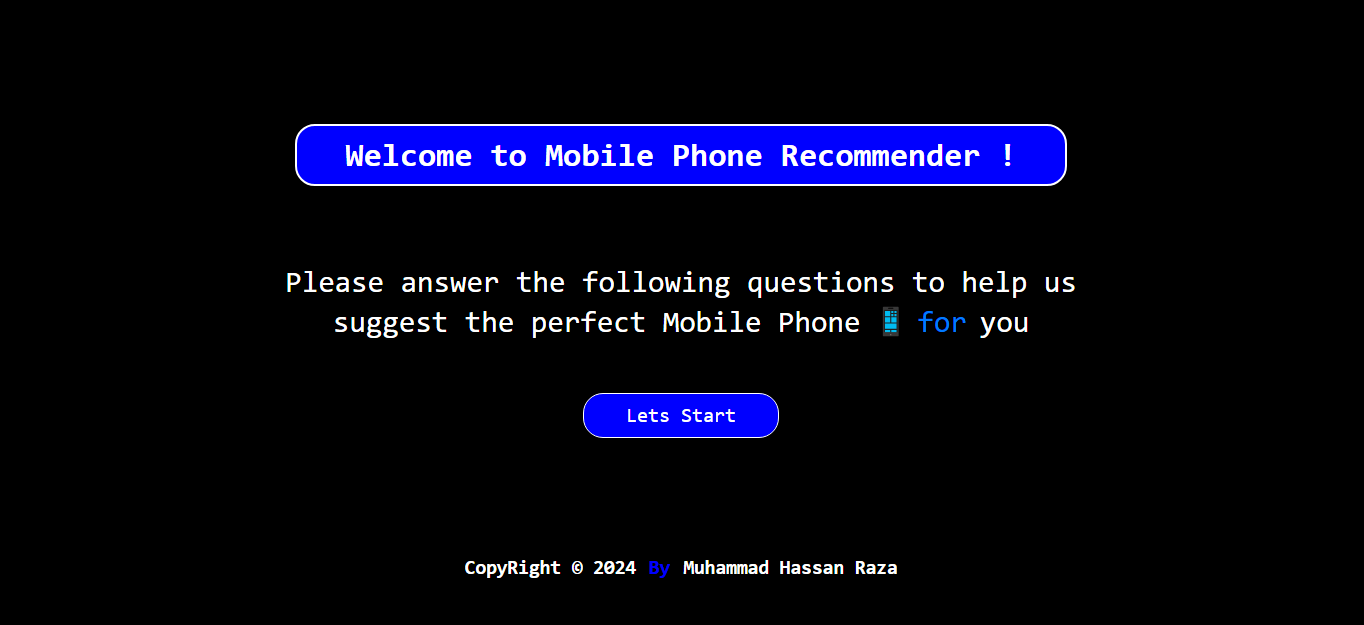 Welcome to Mobile Phone Recommender !
Please answer the following questions to help us
suggest the perfect Mobile Phone 📱 for you
Lets Start
CopyRight © 2024 By Muhammad Hassan Raza